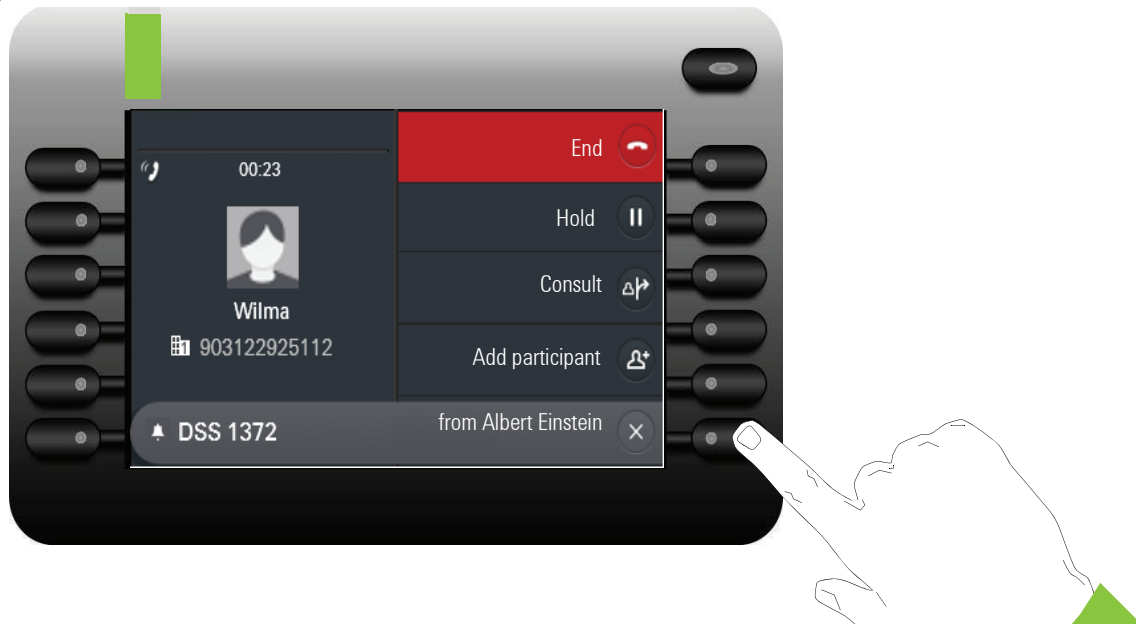 00:23
Wilma
903122925112
End
Hold
Consult
Add participant
DSS 1372
from Albert Einstein